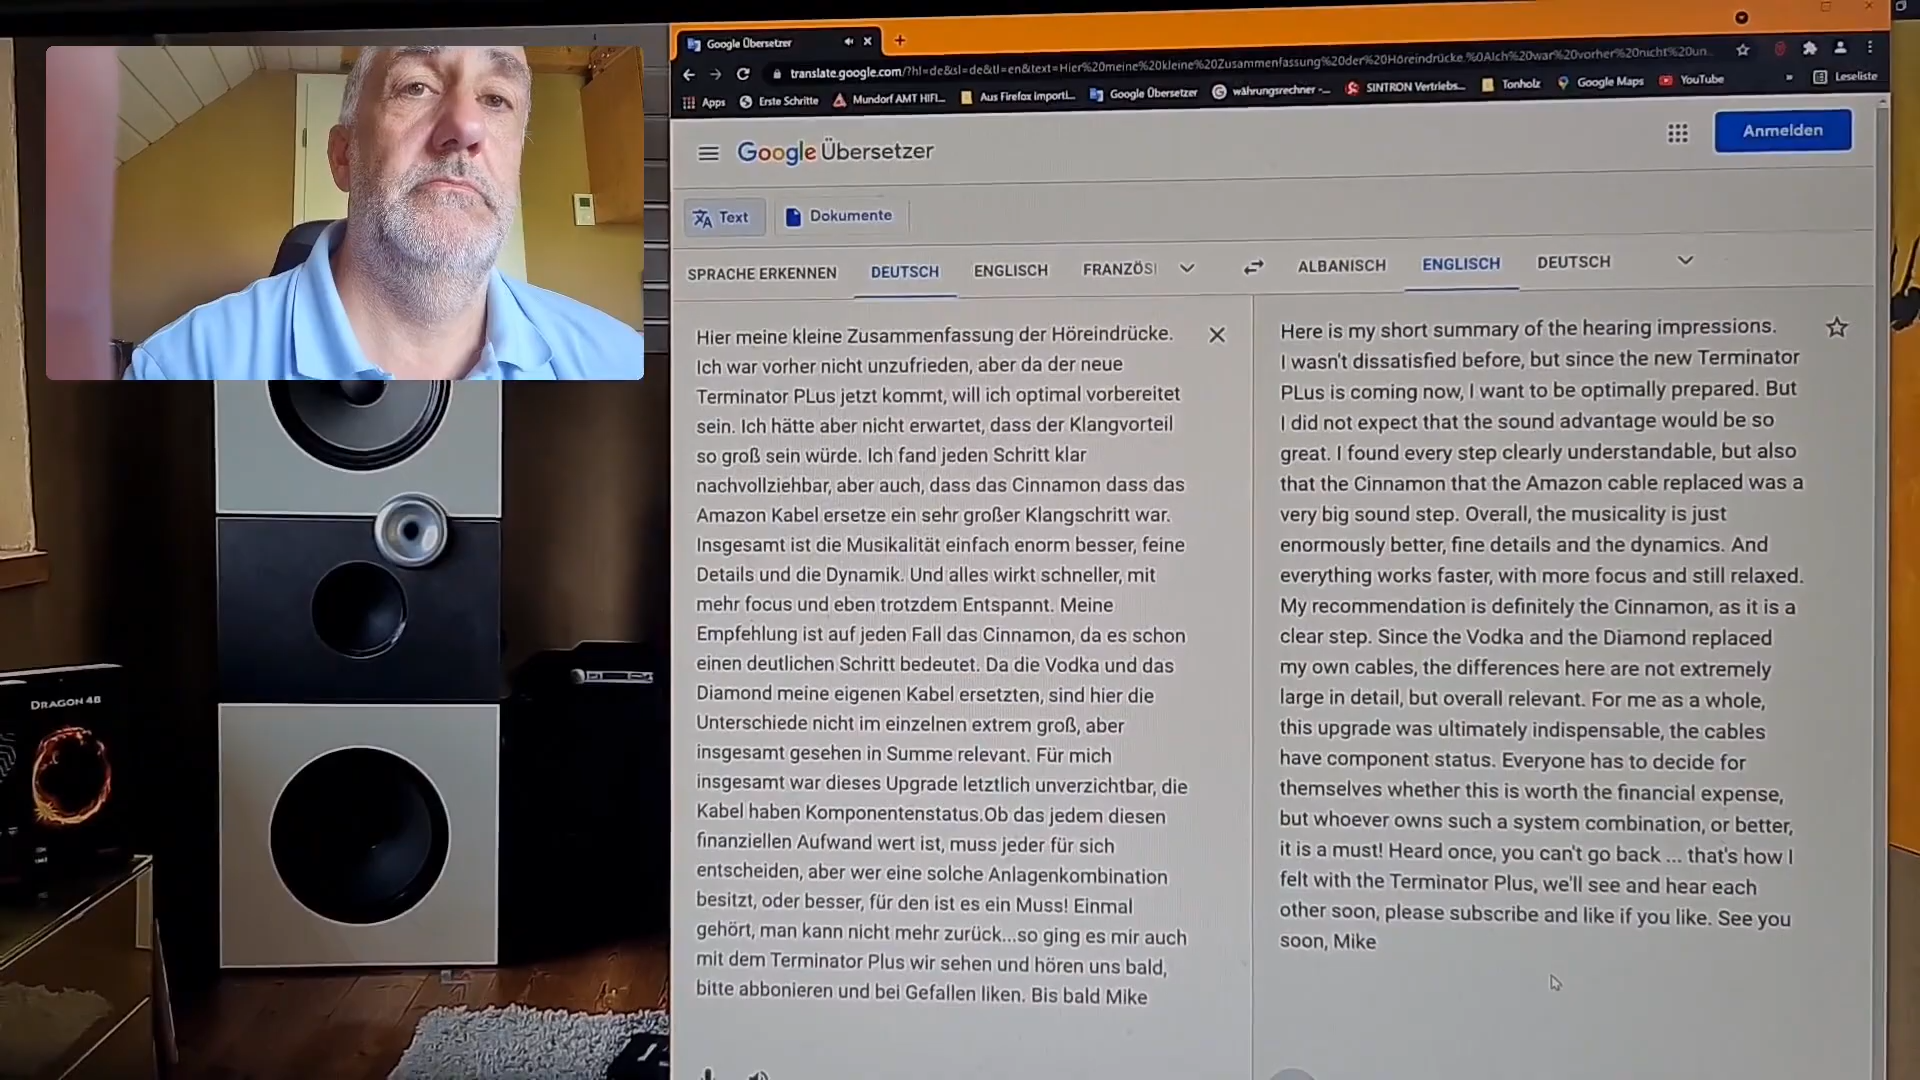 Google Übersetzer
translate.google.com/?hl=de&sl=de&tl=en&text=Hier%20meine%20kleine%20Zusammenfassung%20der%20Höreindrücke.%0AIch%20war%20vorher%20nicht%20un...
Apps
Erste Schritte
Mundorf AMT HIFI...
Aus Firefox importi...
Google Übersetzer
währungsrechner -...
SINTRON Vertriebs...
Tonholz
Google Maps
YouTube
»
Leseliste
Google Übersetzer
Anmelden
Text
Dokumente
SPRACHE ERKENNEN
DEUTSCH
ENGLISCH
FRANZÖSI
ALBANISCH
ENGLISCH
DEUTSCH
Hier meine kleine Zusammenfassung der Höreindrücke.
Ich war vorher nicht unzufrieden, aber da der neue
Terminator PLus jetzt kommt, will ich optimal vorbereitet
sein. Ich hätte aber nicht erwartet, dass der Klangvorteil
so groß sein würde. Ich fand jeden Schritt klar
nachvollziehbar, aber auch, dass das Cinnamon dass das
Amazon Kabel ersetze ein sehr großer Klangschritt war.
Insgesamt ist die Musikalität einfach enorm besser, feine
Details und die Dynamik. Und alles wirkt schneller, mit
mehr focus und eben trotzdem Entspannt. Meine
Empfehlung ist auf jeden Fall das Cinnamon, da es schon
einen deutlichen Schritt bedeutet. Da die Vodka und das
Diamond meine eigenen Kabel ersetzten, sind hier die
Unterschiede nicht im einzelnen extrem groß, aber
insgesamt gesehen in Summe relevant. Für mich
insgesamt war dieses Upgrade letztlich unverzichtbar, die
Kabel haben Komponentenstatus.Ob das jedem diesen
finanziellen Aufwand wert ist, muss jeder für sich
entscheiden, aber wer eine solche Anlagenkombination
besitzt, oder besser, für den ist es ein Muss! Einmal
gehört, man kann nicht mehr zurück...so ging es mir auch
mit dem Terminator Plus wir sehen und hören uns bald,
bitte abbonieren und bei Gefallen liken. Bis bald Mike
Here is my short summary of the hearing impressions.
I wasn't dissatisfied before, but since the new Terminator
PLus is coming now, I want to be optimally prepared. But
I did not expect that the sound advantage would be so
great. I found every step clearly understandable, but also
that the Cinnamon that the Amazon cable replaced was a
very big sound step. Overall, the musicality is just
enormously better, fine details and the dynamics. And
everything works faster, with more focus and still relaxed.
My recommendation is definitely the Cinnamon, as it is a
clear step. Since the Vodka and the Diamond replaced
my own cables, the differences here are not extremely
large in detail, but overall relevant. For me as a whole,
this upgrade was ultimately indispensable, the cables
have component status. Everyone has to decide for
themselves whether this is worth the financial expense,
but whoever owns such a system combination, or better,
it is a must! Heard once, you can't go back ... that's how I
felt with the Terminator Plus, we'll see and hear each
other soon, please subscribe and like if you like. See you
soon, Mike
DRAGON 48